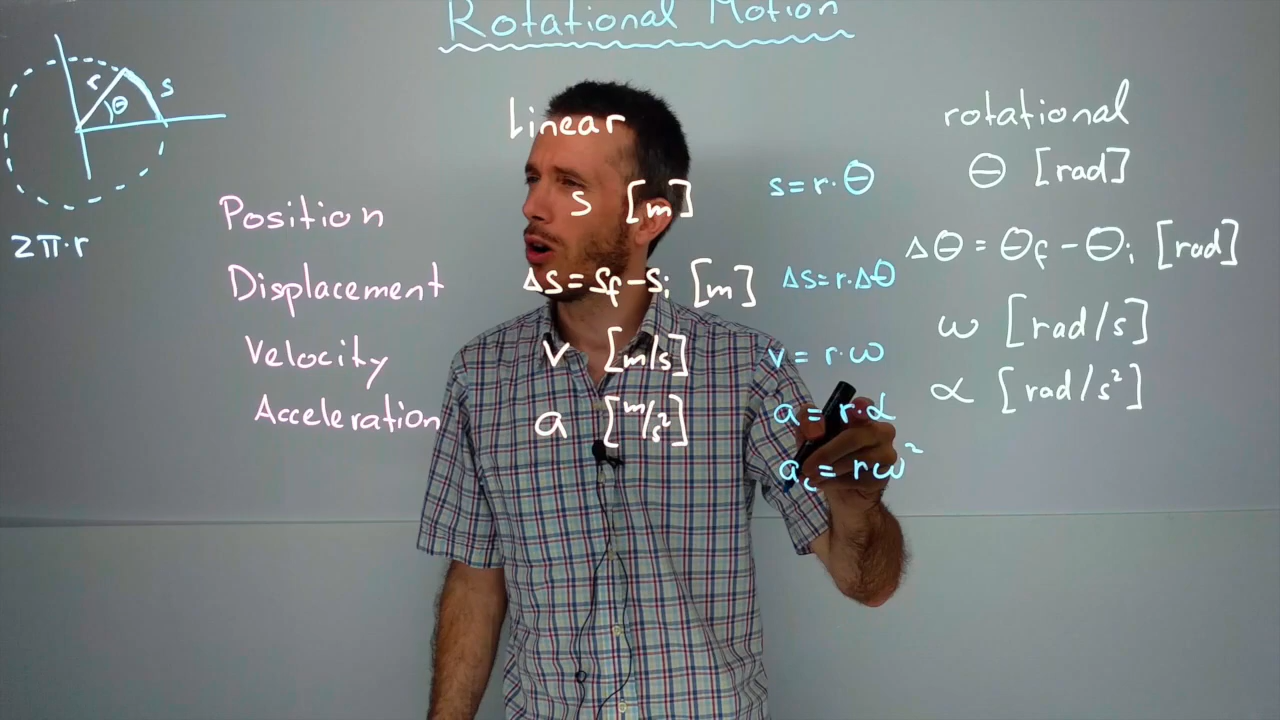 Rotational Motion
r s
θ
2π·r
linear rotational
Position s [m] s = r·θ θ [rad]
Displacement Δs = sf - si [m] Δs = r·Δθ Δθ = θf - θi [rad]
Velocity v [m/s] v = r·ω ω [rad/s]
Acceleration a [m/s²] a = r·α α [rad/s²]
ac = rω²